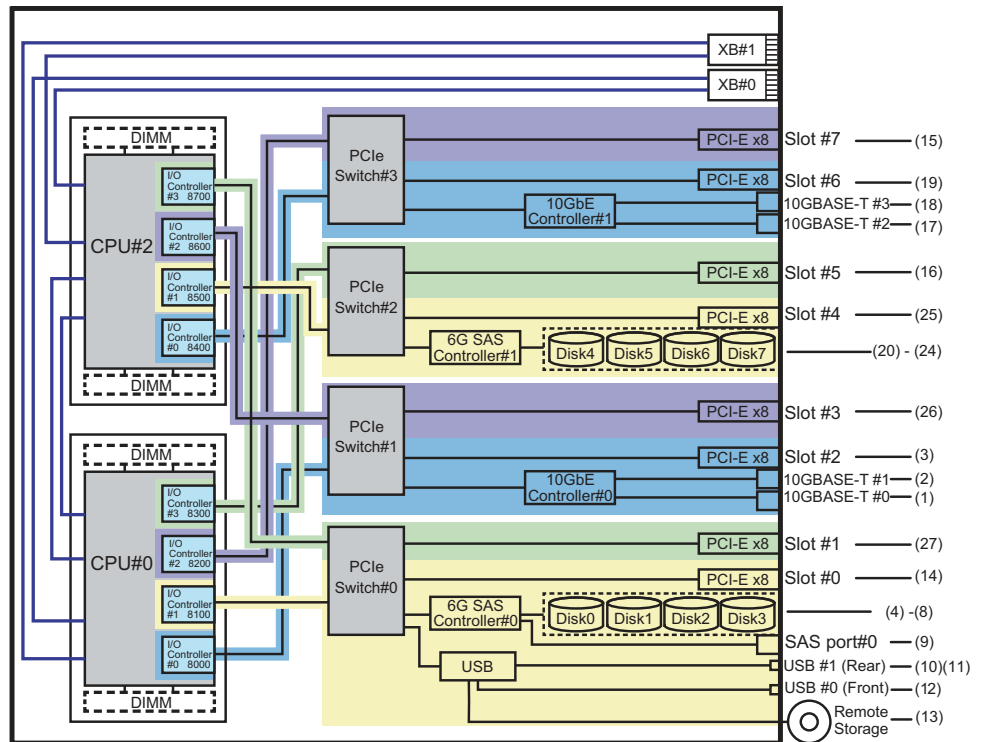 XB#1
XB#0
DIMM
CPU#2
I/O
Controller
#3 8700
I/O
Controller
#2 8600
I/O
Controller
#1 8500
I/O
Controller
#0 8400
DIMM
DIMM
CPU#0
I/O
Controller
#3 8300
I/O
Controller
#2 8200
I/O
Controller
#1 8100
I/O
Controller
#0 8000
DIMM
PCIe
Switch#3
PCI-E x8 Slot #7 (15)
PCI-E x8 Slot #6 (19)
10GbE
Controller#1
10GBASE-T #3 (18)
10GBASE-T #2 (17)
PCIe
Switch#2
PCI-E x8 Slot #5 (16)
PCI-E x8 Slot #4 (25)
6G SAS
Controller#1
Disk4 Disk5 Disk6 Disk7 (20) - (24)
PCIe
Switch#1
PCI-E x8 Slot #3 (26)
PCI-E x8 Slot #2 (3)
10GbE
Controller#0
10GBASE-T #1 (2)
10GBASE-T #0 (1)
PCIe
Switch#0
PCI-E x8 Slot #1 (27)
PCI-E x8 Slot #0 (14)
6G SAS
Controller#0
Disk0 Disk1 Disk2 Disk3 (4) -(8)
SAS port#0 (9)
USB
USB #1 (Rear) (10)(11)
USB #0 (Front) (12)
Remote
Storage (13)